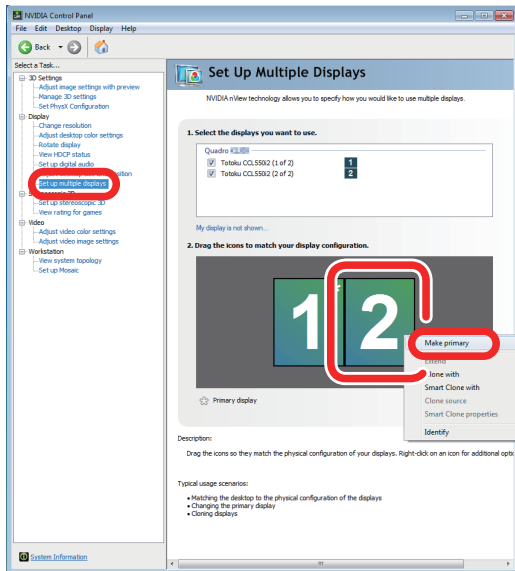 NVIDIA Control Panel
File Edit Desktop Display Help
Back
Select a Task...
3D Settings
Adjust image settings with preview
Manage 3D settings
Set PhysX Configuration
Display
Change resolution
Adjust desktop color settings
Rotate display
View HDCP status
Set up digital audio
Set up multiple displays
Set up stereoscopic 3D
View rating for games
Video
Adjust video color settings
Adjust video image settings
Workstation
View system topology
Set up Mosaic
System Information
Set Up Multiple Displays
NVIDIA nView technology allows you to specify how you would like to use multiple displays.
1. Select the displays you want to use.
Quadro
Totoku CCL550i2 (1 of 2) 1
Totoku CCL550i2 (2 of 2) 2
My display is not shown...
2. Drag the icons to match your display configuration.
1 2
Make primary
Extend
Clone with
Smart Clone with
Clone source
Smart Clone properties
Identify
Primary display
Description:
Drag the icons so they match the physical configuration of your displays. Right-click on an icon for additional
Typical usage scenarios:
• Matching the desktop to the physical configuration of the displays
• Changing the primary display
• Cloning displays